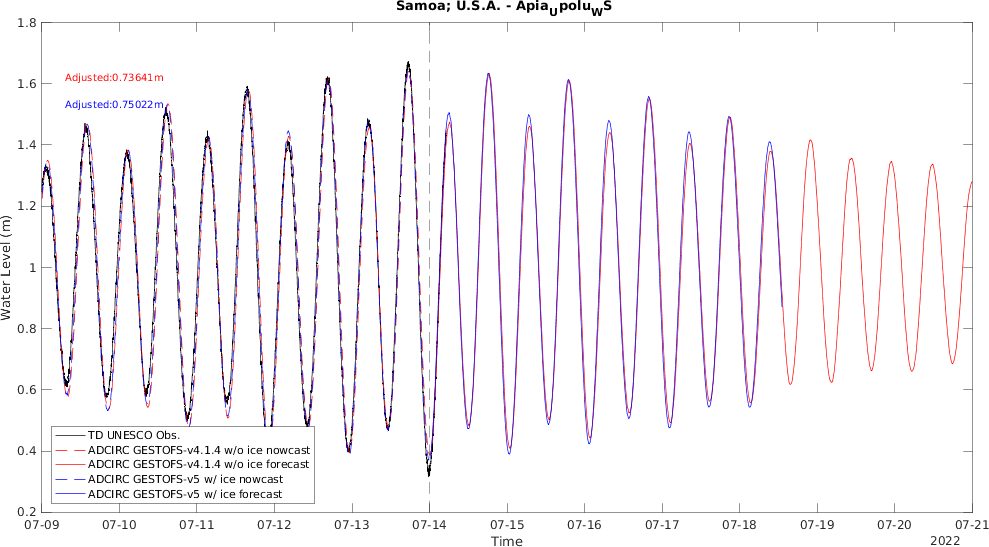 Samoa; U.S.A. - ApiaUpoluWS
1.8
1.6
1.4
1.2
1
0.8
0.6
0.4
0.2
Water Level (m)
Adjusted:0.73641m
Adjusted:0.75022m
TD UNESCO Obs.
ADCIRC GESTOFS-v4.1.4 w/o ice nowcast
ADCIRC GESTOFS-v4.1.4 w/o ice forecast
ADCIRC GESTOFS-v5 w/ ice nowcast
ADCIRC GESTOFS-v5 w/ ice forecast
07-09 07-10 07-11 07-12 07-13 07-14 07-15 07-16 07-17 07-18 07-19 07-20 07-21
Time
2022